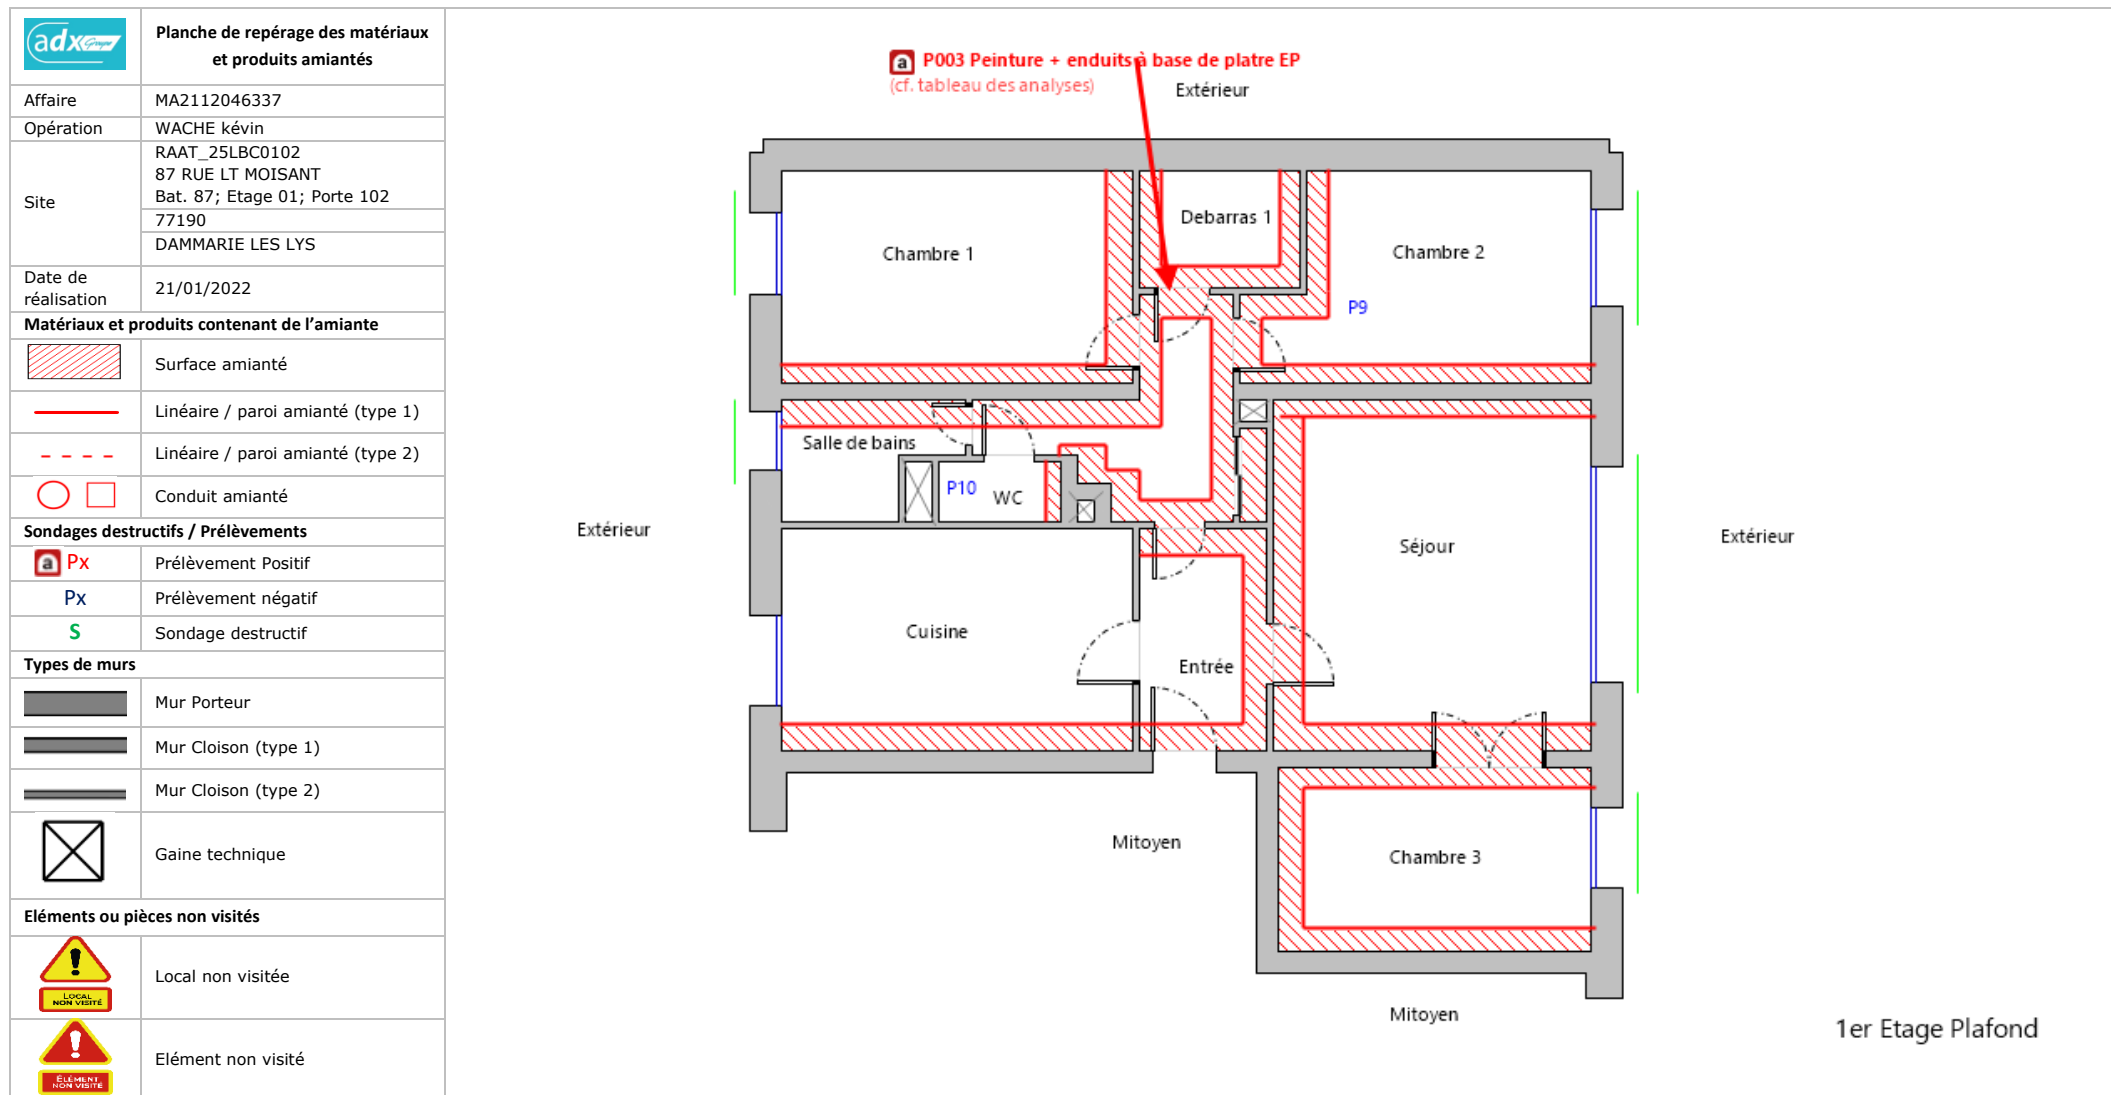 adx Groupe
Planche de repérage des matériaux
et produits amiantés
Affaire
MA2112046337
Opération
WACHE kévin
Site
RAAT_25LBC0102
87 RUE LT MOISANT
Bat. 87; Etage 01; Porte 102
77190
DAMMARIE LES LYS
Date de
réalisation
21/01/2022
Matériaux et produits contenant de l’amiante
Surface amianté
Linéaire / paroi amianté (type 1)
Linéaire / paroi amianté (type 2)
Conduit amianté
Sondages destructifs / Prélèvements
a Px
Prélèvement Positif
Px
Prélèvement négatif
S
Sondage destructif
Types de murs
Mur Porteur
Mur Cloison (type 1)
Mur Cloison (type 2)
Gaine technique
Eléments ou pièces non visités
LOCAL
NON VISITÉ
Local non visitée
ÉLÉMENT
NON VISITÉ
Elément non visité
a P003 Peinture + enduits à base de platre EP
(cf. tableau des analyses)
Extérieur
Debarras 1
Chambre 1
Chambre 2
P9
Salle de bains
P10
WC
Extérieur
Séjour
Extérieur
Cuisine
Entrée
Mitoyen
Chambre 3
Mitoyen
1er Etage Plafond